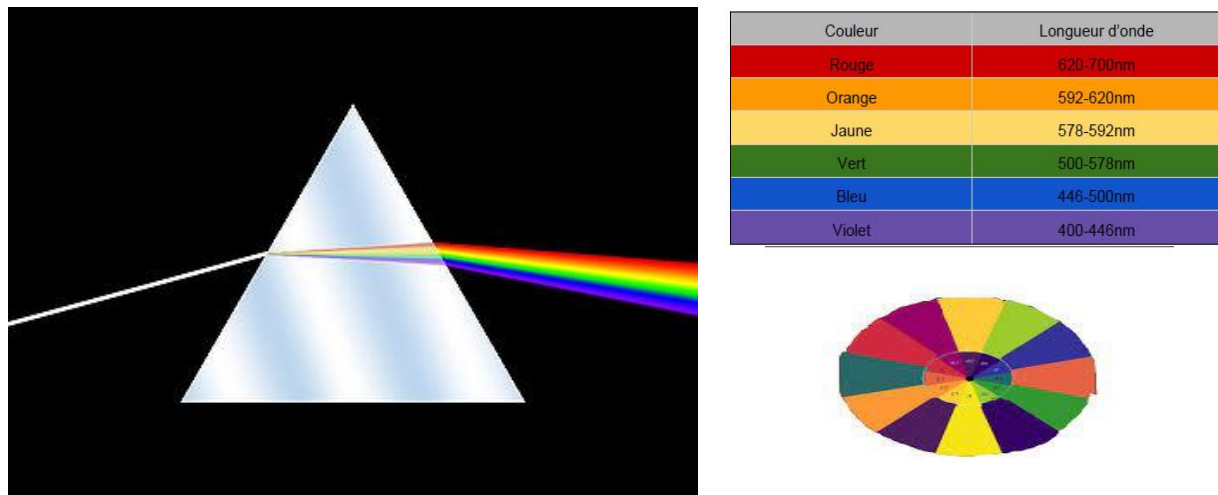 Couleur Longueur d'onde
Rouge 620-700nm
Orange 592-620nm
Jaune 578-592nm
Vert 500-578nm
Bleu 446-500nm
Violet 400-446nm